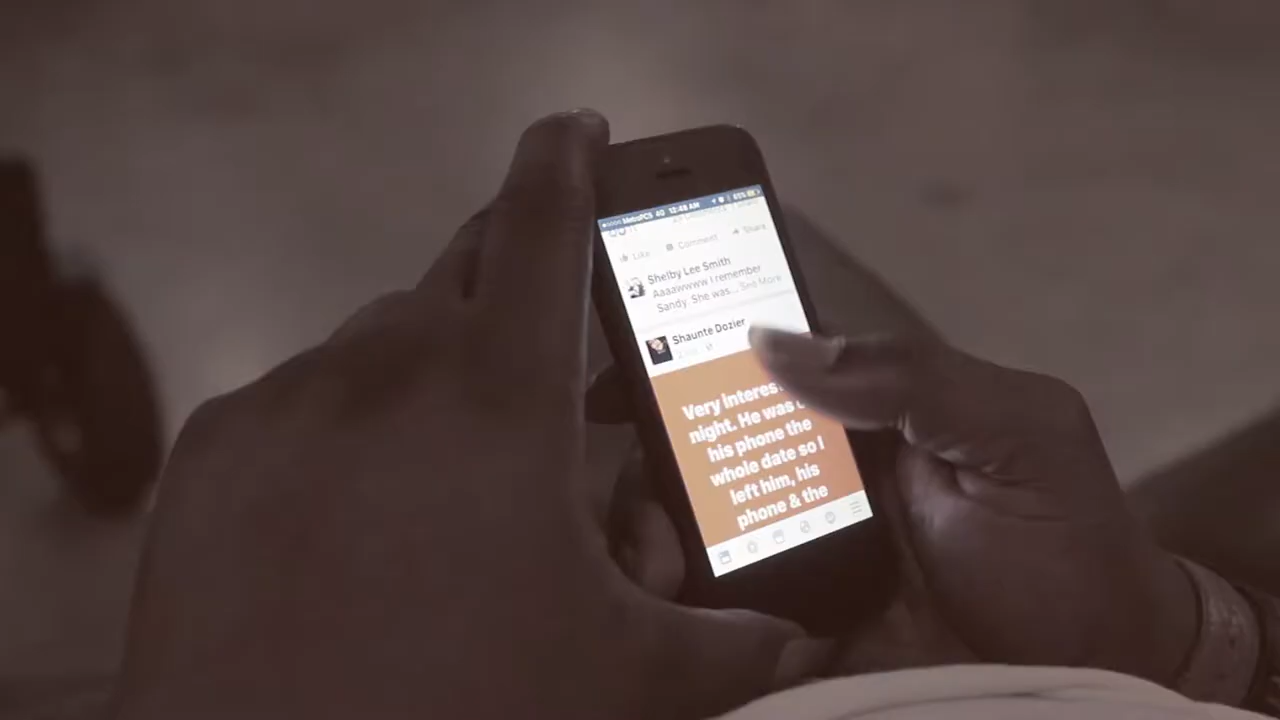 MetroPCS 4G 12:48 AM 65%
Like Comment Share
Shelby Lee Smith
Aaaawwww I remember
Sandy. She was... See More
Shaunte Dozier
Very
night. He was
his phone the
whole date so I
left him, his
phone & the